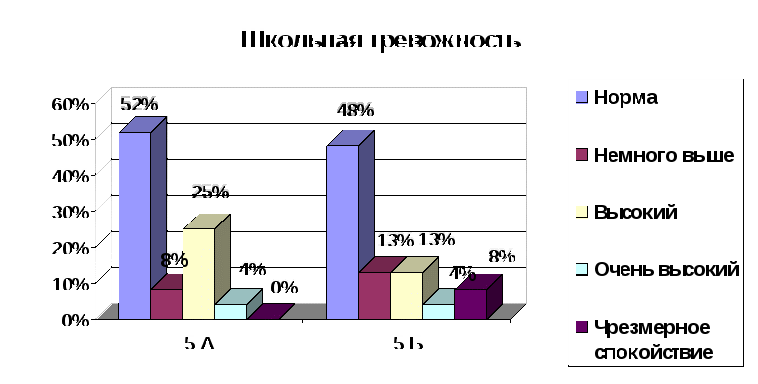 Школьная тревожность
60%
50%
40%
30%
20%
10%
0%
52%
8%
25%
4%
0%
48%
13%
13%
4%
8%
5 А
5 Б
Норма
Немного выше
Высокий
Очень высокий
Чрезмерное
спокойствие